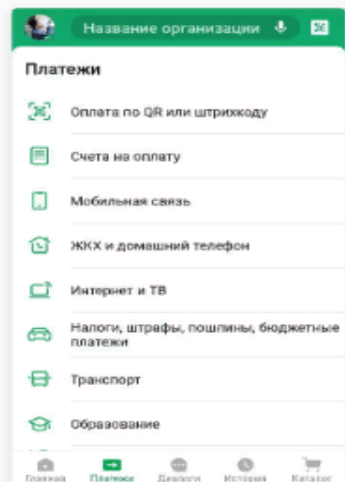 Название организации
Платежи
Оплата по QR или штрихкоду
Счета на оплату
Мобильная связь
ЖКХ и домашний телефон
Интернет и ТВ
Налоги, штрафы, пошлины, бюджетные
платежи
Транспорт
Образование
Главная Платежи Диалоги История Каталог